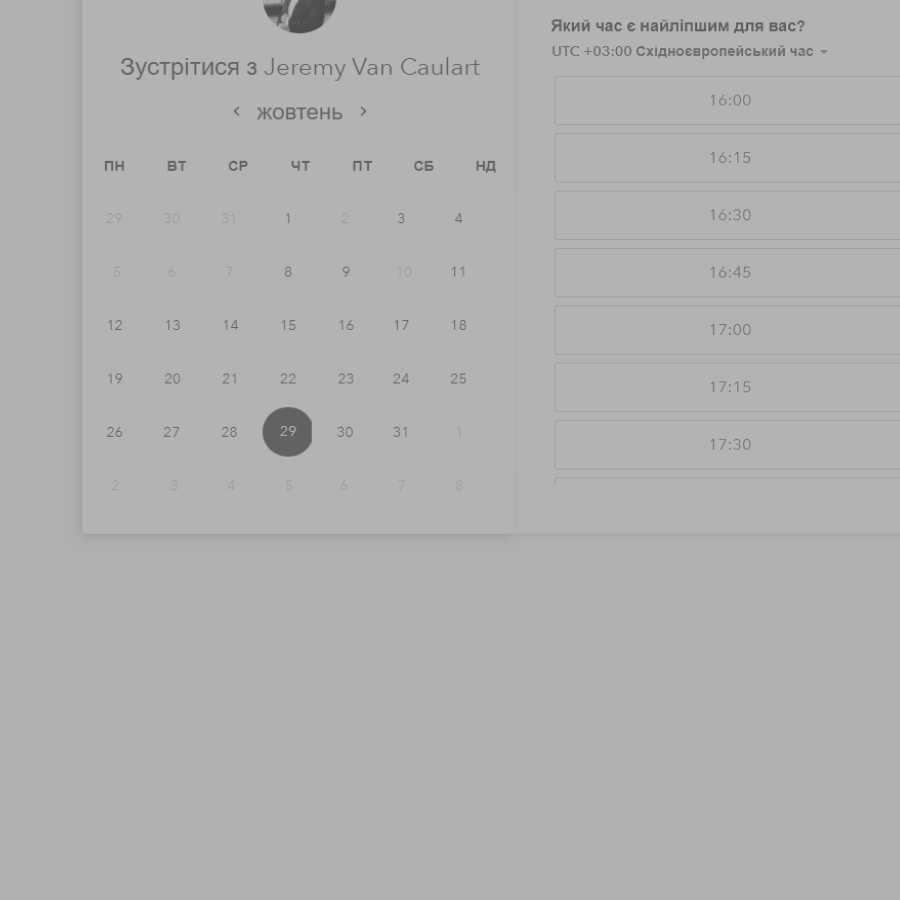 Зустрітися з Jeremy Van Caulart
жовтень
ПН ВТ СР ЧТ ПТ СБ НД
29 30 31 1 2 3 4
5 6 7 8 9 10 11
12 13 14 15 16 17 18
19 20 21 22 23 24 25
26 27 28 29 30 31 1
2 3 4 5 6 7 8
Який час є найліпшим для вас?
UTC +03:00 Східноєвропейський час
16:00
16:15
16:30
16:45
17:00
17:15
17:30